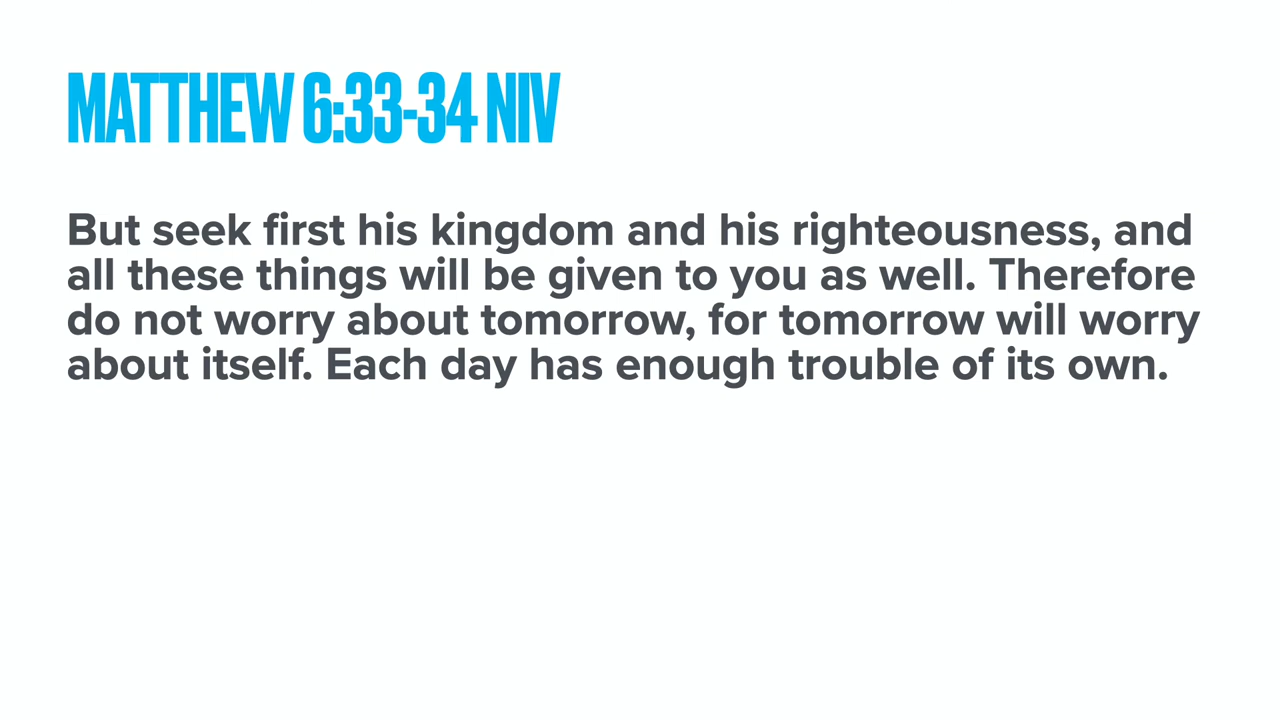 MATTHEW 6:33-34 NIV
But seek first his kingdom and his righteousness, and
all these things will be given to you as well. Therefore
do not worry about tomorrow, for tomorrow will worry
about itself. Each day has enough trouble of its own.